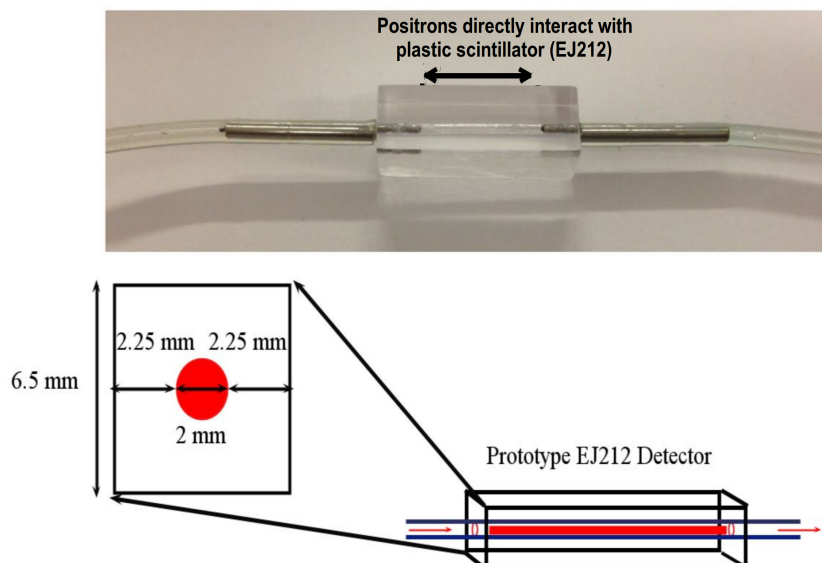 Positrons directly interact with
plastic scintillator (EJ212)
2.25 mm 2.25 mm
6.5 mm
2 mm
Prototype EJ212 Detector